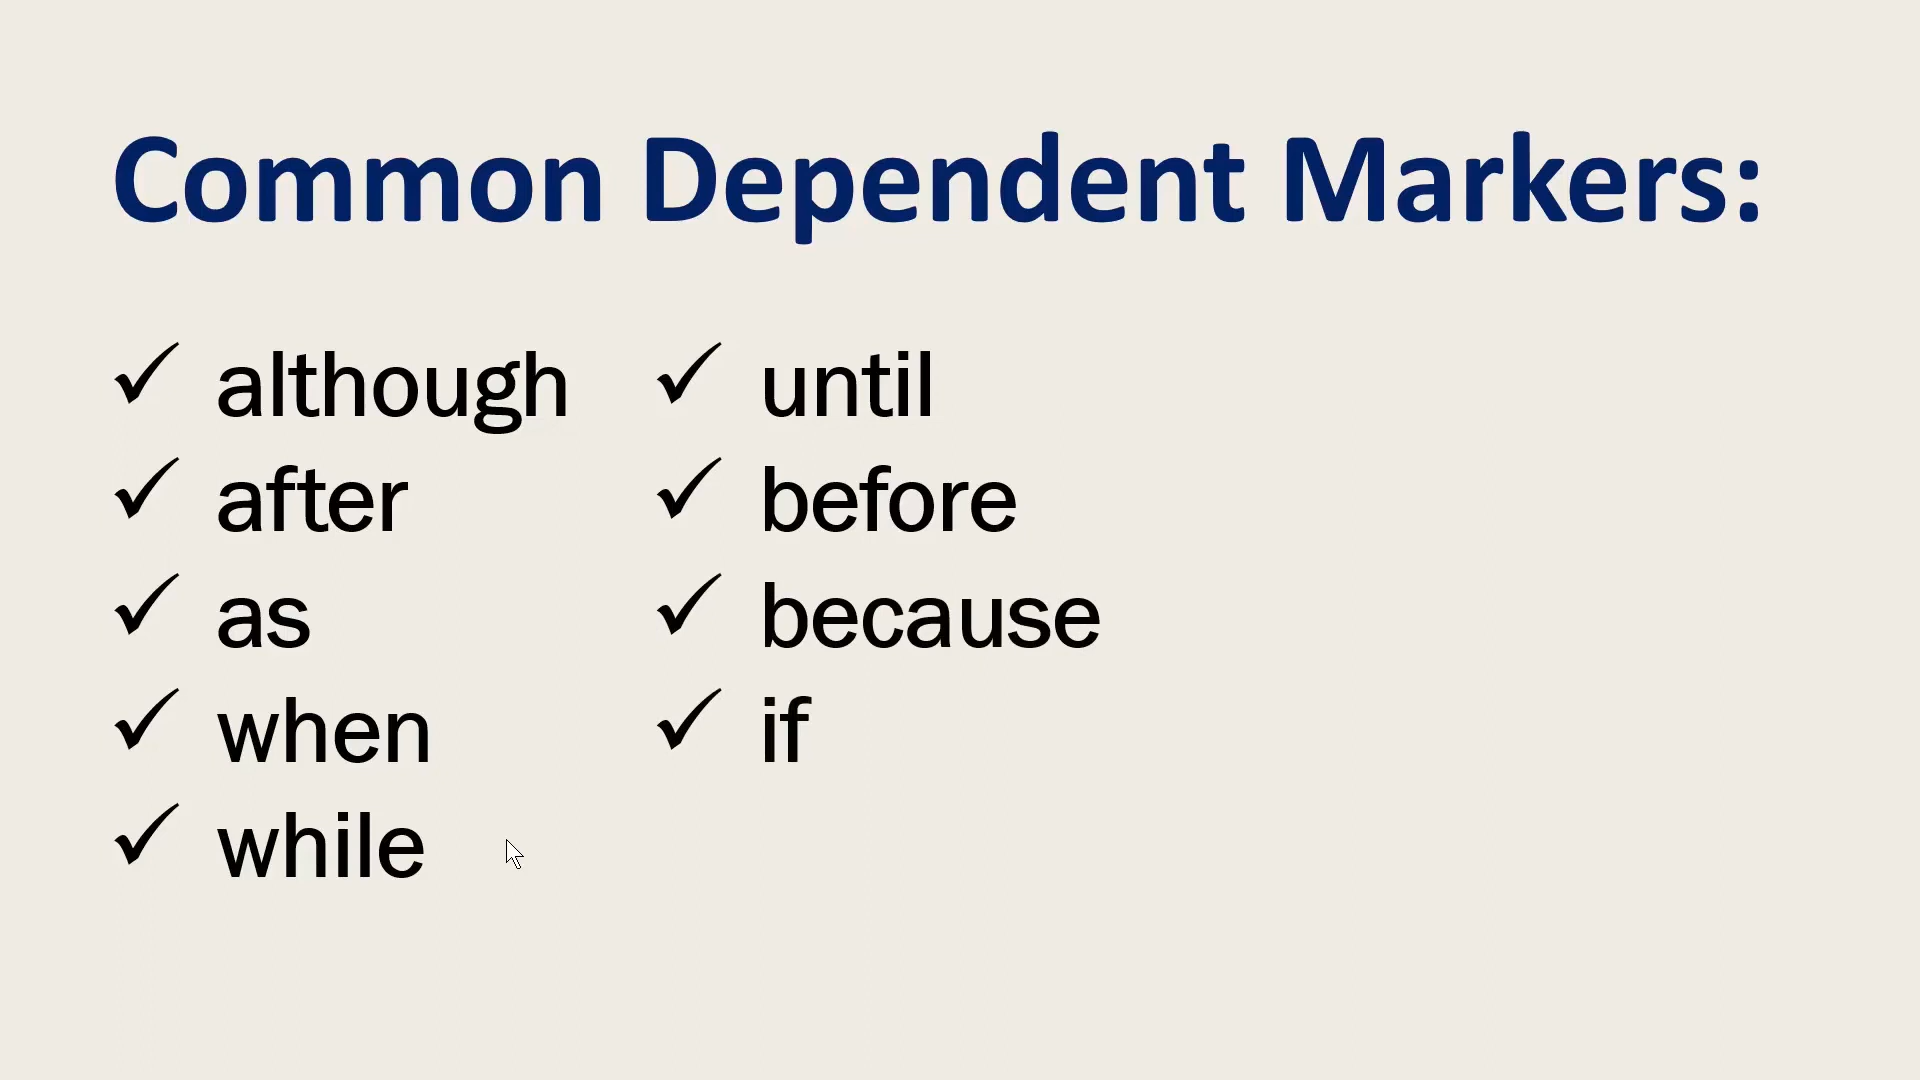 Common Dependent Markers:
✓ although
✓ after
✓ as
✓ when
✓ while
✓ until
✓ before
✓ because
✓ if